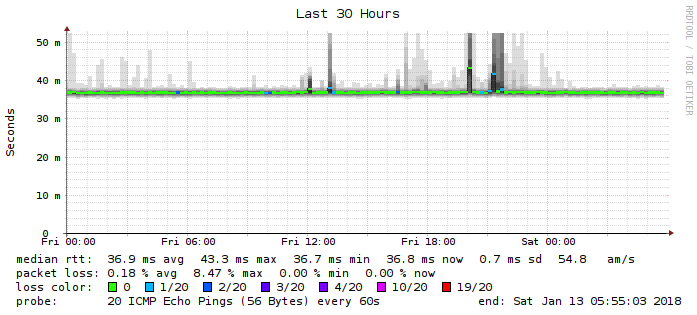 Last 30 Hours
RRDTOOL / TOBI OETIKER
Seconds
50 m
40 m
30 m
20 m
10 m
0
Fri 00:00 Fri 06:00 Fri 12:00 Fri 18:00 Sat 00:00
median rtt: 36.9 ms avg 43.3 ms max 36.7 ms min 36.8 ms now 0.7 ms sd 54.8 am/s
packet loss: 0.18 % avg 8.47 % max 0.00 % min 0.00 % now
loss color: 0 1/20 2/20 3/20 4/20 10/20 19/20
probe: 20 ICMP Echo Pings (56 Bytes) every 60s end: Sat Jan 13 05:55:03 2018